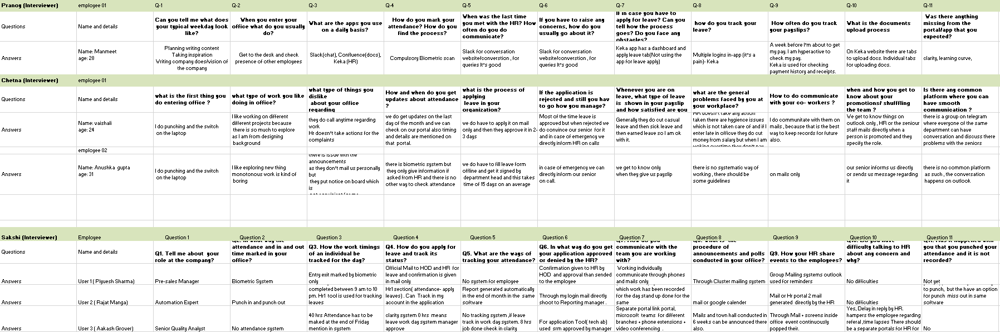 Pranoy (Interviewer) employee 01 Q-1 Q-2 Q-3 Q-4 Q-5 Q-6 Q-7 Q-8 Q-9 Q-10 Q-11
Questions
Name and details
Can you tell me what does
your typical weekday look
like?
When you enter your
office what do you usually
do?
What are the apps you use
on a daily basis?
How do you mark your
attendance? How do you
find the process?
When was the last time
you met with the HR? How
often do you do
communicate?
If you have to raise any
concerns, how do you
usually go about it?
If in case you have to
apply for leave? Can you
tell how the process
goes? Do you face any
obstacles?
how do you track your
leave?
How often do you track
your payslips?
What is the documents
upload process
Was there anything
missing from the
portal/app that you
expected?
Answers
Name: Manmeet
age: 28
Planning writing content
Taking inspiration
Writing company does/vision of
the company
Get to the desk and check
presence of other employees
Slack(chat), Confluence(docs),
Keka (HR)
Compulsory Biometric scan
Slack for conversation
website/converstion , for
queries It's good
Slack for conversation
website/converstion , for
queries It's good
Keka app has a dashboard and
apply leave tab(Not using the
app for leave apply)
Multiple logins in-app (it's a
pain)- Keka
A week before I'm about to get
my pay. I am hyperactive to
check my pay.
Keka is used for checking
payment history and receipts.
On Keka website there are tabs
to upload docs. Individual tabs
for uploading docs.
clarity, learning curve,
Chetna (Interviewer) employee 01
Questions
Name and details
what is the first thing you
do entering office ?
what type of work you like
doing in office?
what type of things you
dislike
about your office
regarding
How and when do you get
updates about attendance
?
what is the process of
applying
leave in your
organization?
If the application is
rejected and still you hav
to go how you manage?
Whenever you are on
leave, what type of leave
is shown in your payslip
and how satisfied are you
what are the general
problems faced by you at
your workplace?
How to do communicate
with your co- workers ?
when and how you get to
know about your
promotions/ shuffling
the team ?
Is there any common
platform where you can
have smooth
communication ?
Answers
Name: vaishali
age: 24
I do punching and the switch
on the laptop
I like working on different
different projects because
there is so much to explore
as I am from designing
background
they do call anytime regarding
work
Hr doesn't take actions for the
complaints
we do get updates on the last
day of the month and we can
check on our portal also timing
and details are mentioned on
that portal.
we do have to apply it on mail
only and then they approve it in 2-
3 days
Most of the time leave is
approved but when rejected we
do convince our senior for it
and in case of emergency we
directly inform HR on calls
Generally they do cut casual
leave and then sick leave and
then earned leave so I am ok
with it.
HR doesn't take any action
taken there are hygience issues
which is not taken care of and if I
enter late in officve they do cut
money from salary but when I am
woking overtime they don't pay
I do communitate with them on
mails , because that is the best
way to keep records for future
also.
We get to know things on
outlook only , HR or the seniour
staff mails directly when a
person is promoted and they
specify the role.
there is a group on telegram
where everyone of the same
department can have
conversation and discuss there
problems with the seniors
employee 02
Answers
Name: Anushka gupta
age: 31
I do punching and the switch
on the laptop
I like exploring new thing
monotonous work is kind of
boring
there is issue with the
announcements
as they don't mail us personally
but
they put notice on board which
is
there is biometric system but
they only give information if
asked from HR and there is no
other way to check attendance
we do have to fill leave form
offline and get it signed by
department head and this takes
time of 15 days on an average
in case of emergency we can
directly inform our senior
on call.
we get to know only
when they give us payslip
there is no systematic way of
working , there should be
some guidelines
on mails only
our senior informs us directly
or sends us message regarding
it
there is no common platform
as such , the conversation
happens on outlook
Sakshi (Interviewer) Employee Question 1 Question 2 Question 3 Question 4 Question 5 Question 6 Question 7 Question 8 Question 9 Question 10 Question 11
Questions
Name and details
Q1. Tell me about your
role at the company?
attendance and in and out
time marked in your
office?
Q3. How the work timings
of an individual be
tracked for the day?
Q4. How do you apply for
leave and track its
status?
Q5. What are the ways of
tracking your attendance?
Q6. In what way do you get
your application approved
or denied by the HR?
Q7. How do you
communicate with the
team you are working
with?
procedure of
announcements and polls
conducted in your office?
Q9. How your HR share
events to the employees?
difficulty talking to HR
about any concern and
why?
you that you punched your
attendance and it is not
recorded?
Answers
User 1 ( Piyuesh Sharma)
Pre-sales Manager
Biometric System
Entry exit marked by biometric
only
Official Mail to HOD and HR for
leave and confirmation is given
in mail only
No system for employee
Confirmation given to HR by
HOD and approval than sended
to the employee
Working individually
communicate through phones
and mails only
Through Cluster mailing system
Group Mailing systems outlook
used for reminders
No difficulties
Not yet
Answers
User 2 ( Rajat Manga)
Automation Expert
Punch in and punch out
completed between 9 am to 10
pm. Hr1 tool is used for tracking
leaves
Hr1 section( attendance- apply
leaves) . Can Track in my
account in the application
Report generated automatically
in the end of month in the same
software
Through my login mail directly
shoot to Reporting manager .
which work has been recorded
for the day stand up done for the
same
mail or google calender
Mail or Hr portal 2 mail
generated directly by the HR
No difficulties
to punch, but the have an option
for punch miss out in same
software
Answers
User 3 ( Aakash Grover)
Senior Quality Analyst
No attendance system
40 hrs Attendance has to be
maked at the end of Friday
mention in system
clarity system 0 hrs means
leave work day system manager
approve
No tracking system ,if leave
track in work day system. 8 hrs
job done check in clarity
For application Tool( tech ab)
used srm approved by manager
Separate portal link portal,
microsoft teams for different
branches + phone extensions +
video conferencing .
Mails and town hall conducted in
6 weeks can be announced there
also.
Through Mail + screens inside
office event continuously
popped their.
Yes, Delay in reply by HR.
hampers the employee regarding
referal ,time lapses There should
be a separate portals for HR for
No